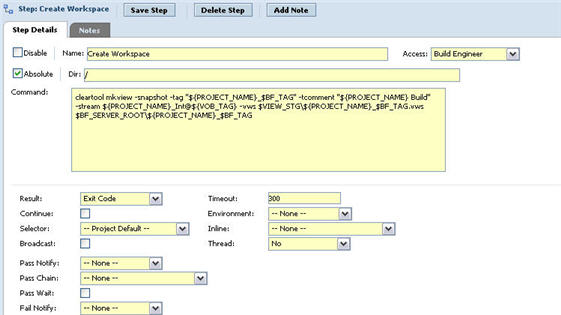 Step: Create Workspace Save Step Delete Step Add Note
Step Details Notes
Disable Name: Create Workspace Access: Build Engineer
Absolute Dir: /
Command: cleartool mkview -snapshot -tag "${PROJECT_NAME}_$BF_TAG" -tcomment "${PROJECT_NAME} Build"
-stream ${PROJECT_NAME}_Int@${VOB_TAG} -vws $VIEW_STG\${PROJECT_NAME}_$BF_TAG.vws
$BF_SERVER_ROOT\${PROJECT_NAME}_$BF_TAG
Result: Exit Code Timeout: 300
Continue: Environment: -- None --
Selector: -- Project Default -- Inline: -- None --
Broadcast: Thread: No
Pass Notify: -- None --
Pass Chain: -- None --
Pass Wait:
Fail Notify: -- None --